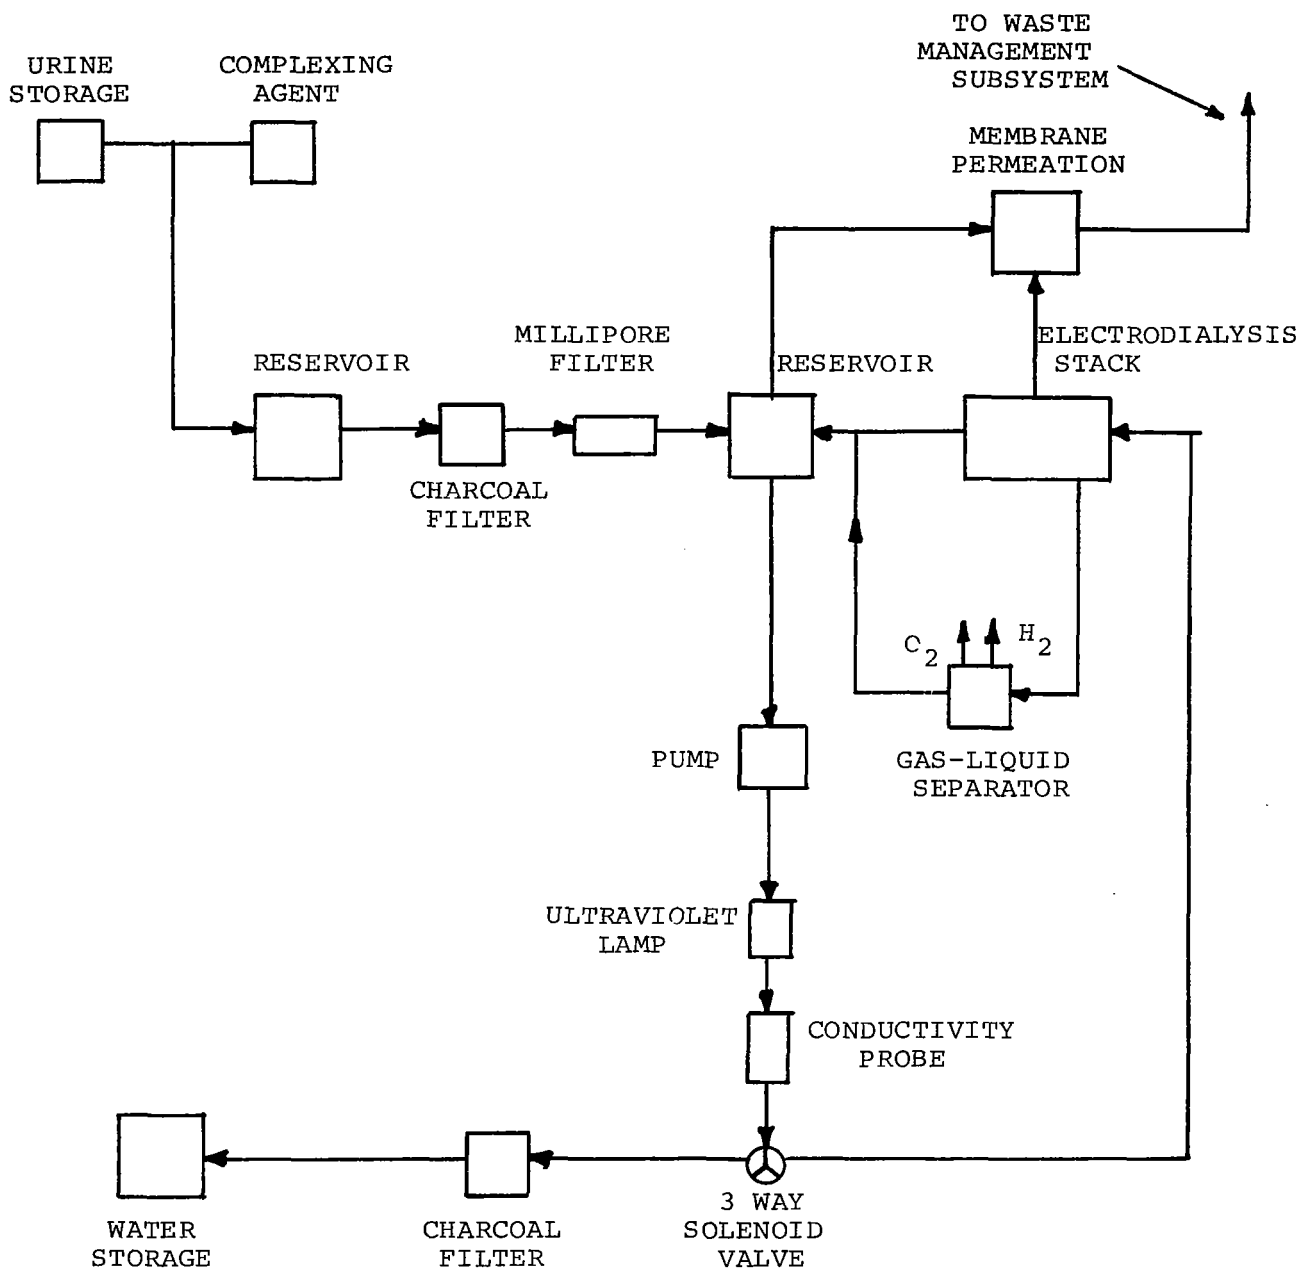 TO WASTE
MANAGEMENT
SUBSYSTEM
URINE
STORAGE
COMPLEXING
AGENT
MEMBRANE
PERMEATION
RESERVOIR
MILLIPORE
FILTER
RESERVOIR
ELECTRODIALYSIS
STACK
CHARCOAL
FILTER
O2
H2
PUMP
GAS-LIQUID
SEPARATOR
ULTRAVIOLET
LAMP
CONDUCTIVITY
PROBE
WATER
STORAGE
CHARCOAL
FILTER
3 WAY
SOLENOID
VALVE